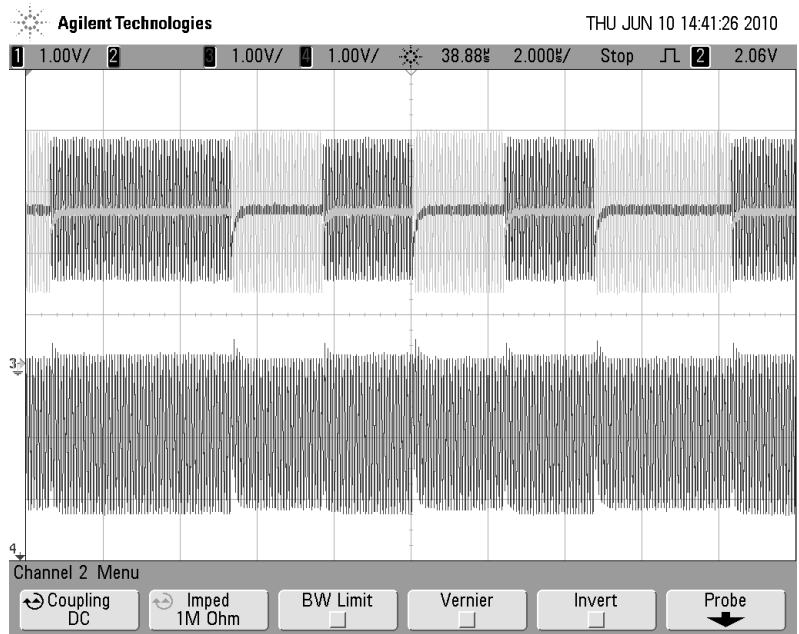 Agilent Technologies THU JUN 10 14:41:26 2010
1 1.00V/ 2 3 1.00V/ 4 1.00V/ 38.88㎲ 2.000㎲/ Stop 2 2.06V
3
4
Channel 2 Menu
Coupling DC
Imped 1M Ohm
BW Limit
Vernier
Invert
Probe